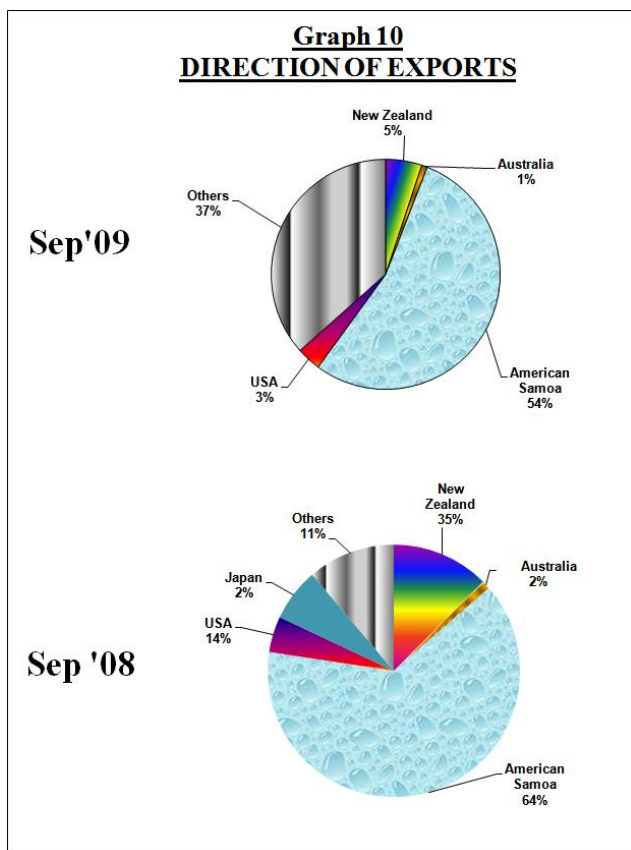 Graph 10
DIRECTION OF EXPORTS
New Zealand
5%
Australia
1%
Others
37%
Sep'09
USA
3%
American
Samoa
54%
New
Zealand
35%
Others
11%
Australia
2%
Japan
2%
USA
14%
Sep '08
American
Samoa
64%